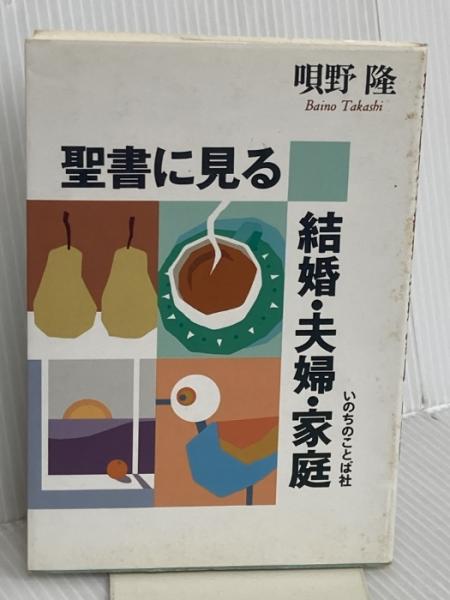 唄野 隆
Baino Takashi
聖書に見る
結婚・夫婦・家庭
いのちのことば社